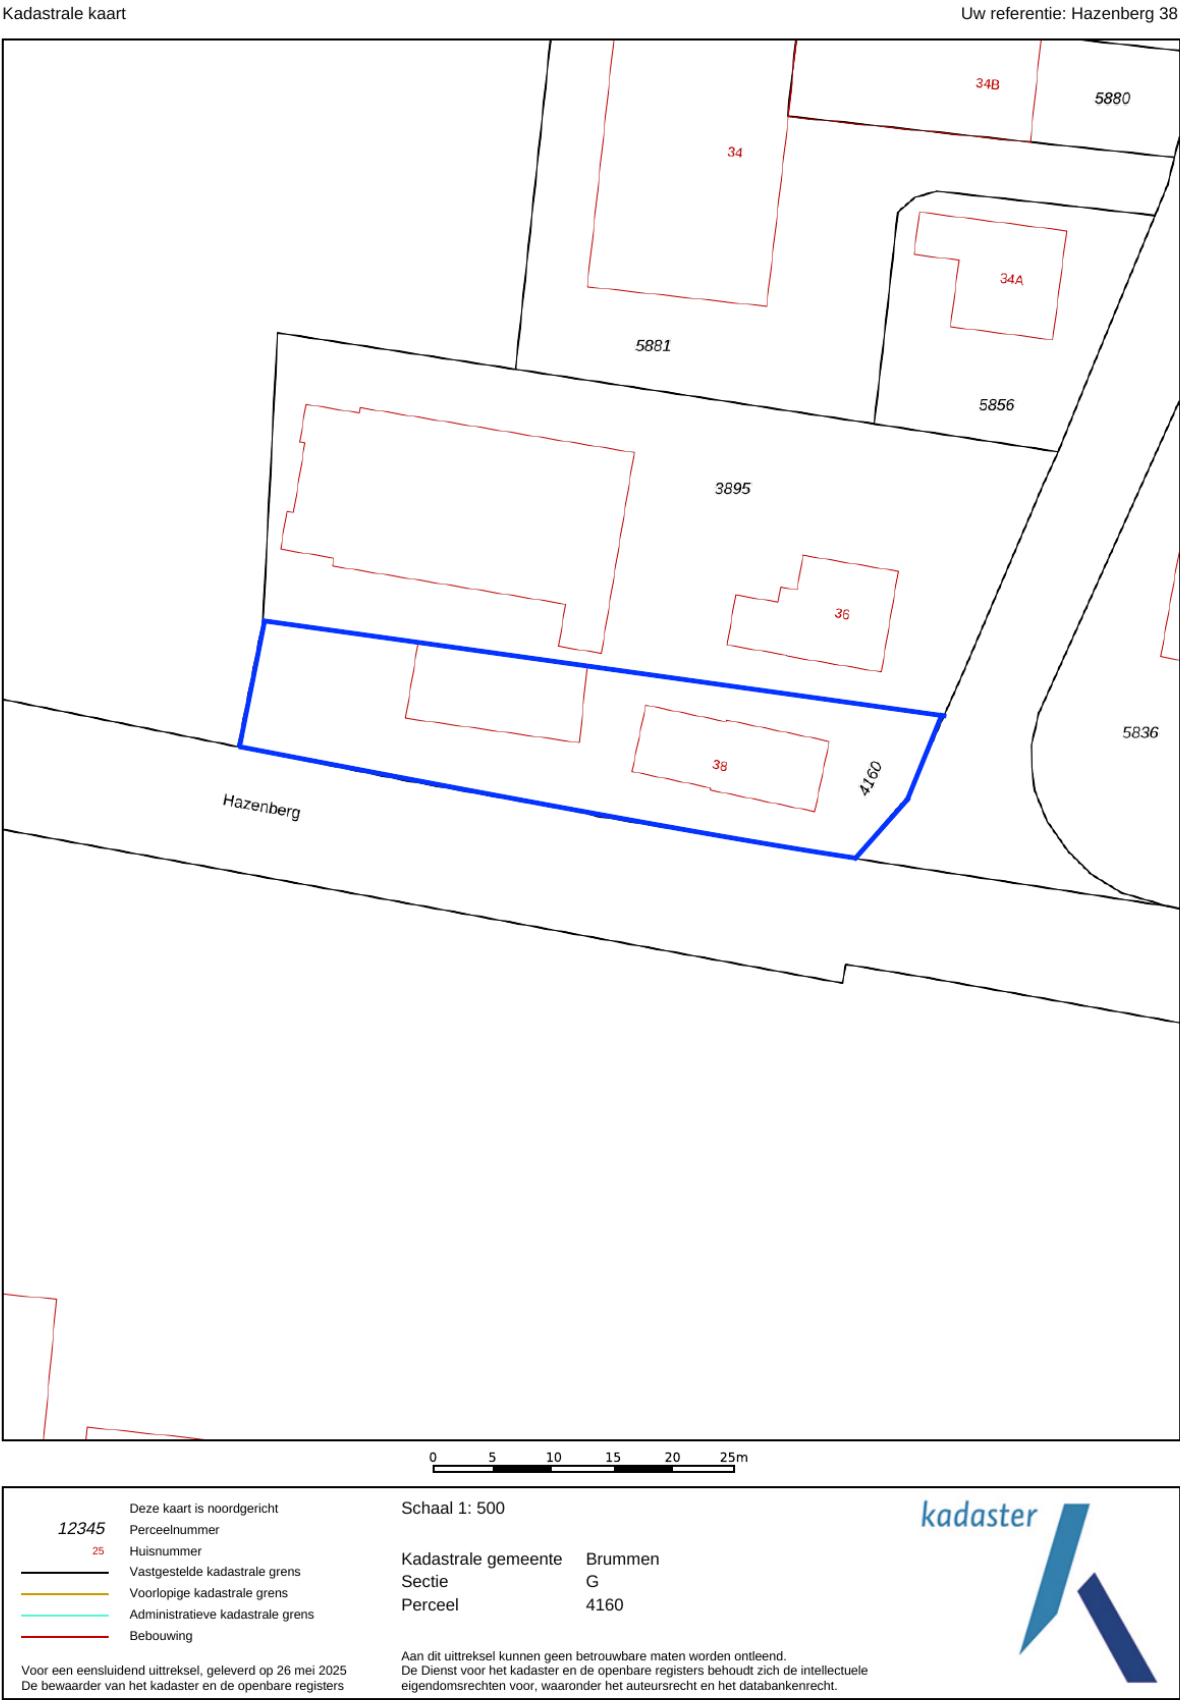 Kadastrale kaart
Uw referentie: Hazenberg 38
34B
5880
34
34A
5881
5856
3895
36
5836
38
4160
Hazenberg
0 5 10 15 20 25m
Deze kaart is noordgericht
12345 Perceelnummer
25 Huisnummer
Vastgestelde kadastrale grens
Voorlopige kadastrale grens
Administratieve kadastrale grens
Bebouwing
Voor een eensluidend uittreksel, geleverd op 26 mei 2025
De bewaarder van het kadaster en de openbare registers
Schaal 1: 500
Kadastrale gemeente Brummen
Sectie G
Perceel 4160
Aan dit uittreksel kunnen geen betrouwbare maten worden ontleend.
De Dienst voor het kadaster en de openbare registers behoudt zich de intellectuele
eigendomsrechten voor, waaronder het auteursrecht en het databankenrecht.
kadaster